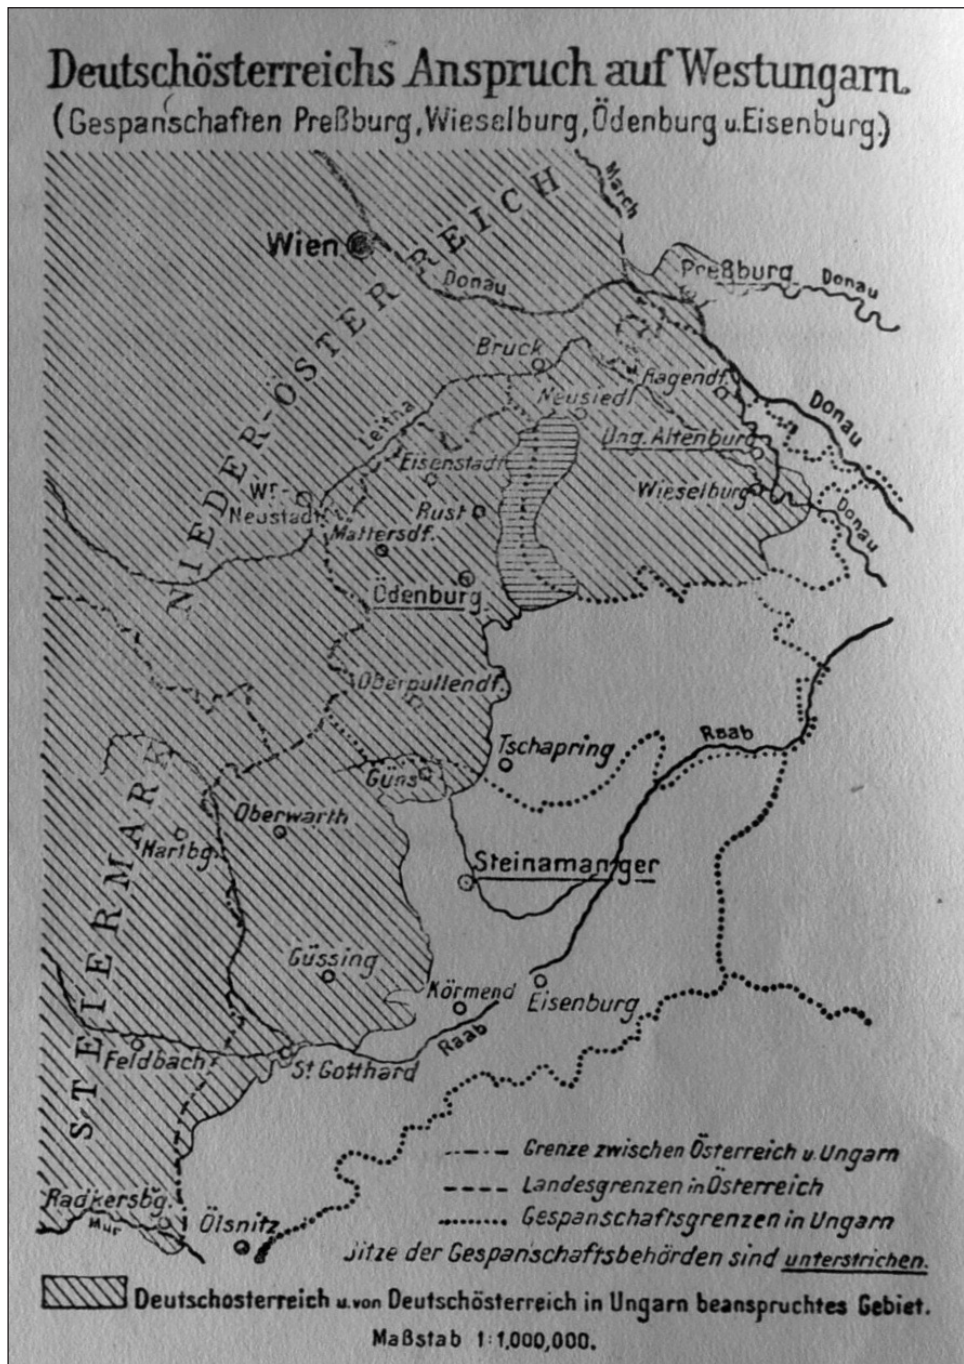 Deutschösterreichs Anspruch auf Westungarn.
(Gespanschaften Preßburg, Wieselburg, Ödenburg u. Eisenburg.)
March
NIEDER-ÖSTERREICH
Wien
Preßburg
Donau
Donau
Bruck
Ragendf.
Neusiedl
Donau
Leitha
Ung. Altenburg
Eisenstadt
Wr.-
Neustadt
Rust
Wieselburg
Donau
Mattersdf.
Ödenburg
Oberpullendf.
Raab
Tschapring
Güns
STEIERMARK
Oberwarth
Hartbg.
Steinamanger
Güssing
Körmend
Eisenburg
Raab
Feldbach
St Gotthard
Radkersbg.
Mur
Ölsnitz
Grenze zwischen Österreich u. Ungarn
Landesgrenzen in Österreich
Gespanschaftsgrenzen in Ungarn
Sitze der Gespanschaftsbehörden sind unterstrichen.
Deutschosterreich u. von Deutschösterreich in Ungarn beanspruchtes Gebiet.
Maßstab 1:1,000,000.